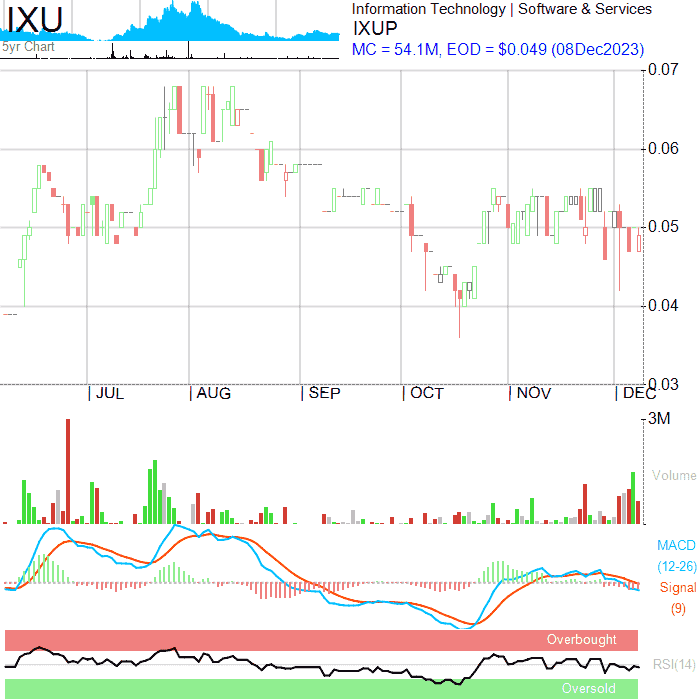 IXU
Information Technology | Software & Services
IXUP
5yr Chart
MC = 54.1M, EOD = $0.049 (08Dec2023)
0.07
0.06
0.05
0.04
0.03
| JUL | AUG | SEP | OCT | NOV | DEC
3M
Volume
MACD
(12-26)
Signal
(9)
Overbought
RSI(14)
Oversold